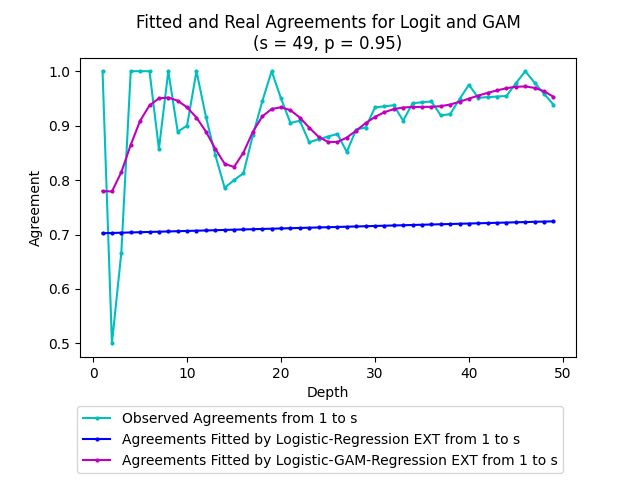 Fitted and Real Agreements for Logit and GAM
(s = 49, p = 0.95)
1.0
0.9
0.8
0.7
0.6
0.5
Agreement
0 10 20 30 40 50
Depth
Observed Agreements from 1 to s
Agreements Fitted by Logistic-Regression EXT from 1 to s
Agreements Fitted by Logistic-GAM-Regression EXT from 1 to s